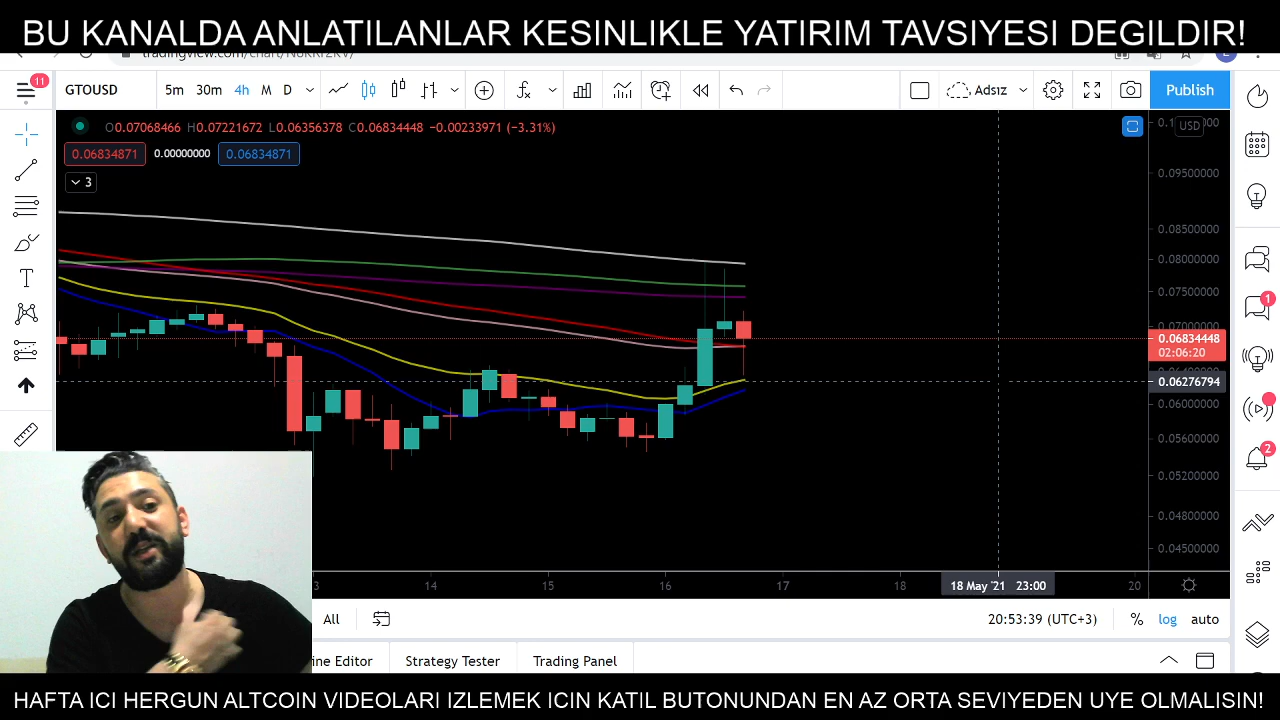 BU KANALDA ANLATILANLAR KESINLIKLE YATIRIM TAVSIYESI DEGILDIR!
11
GTOUSD
5m 30m 4h M D
Adsız
Publish
O0.07068466 H0.07221672 L0.06356378 C0.06834448 −0.00233971 (−3.31%)
USD
0.06834871 0.00000000 0.06834871
3
0.09500000
0.08500000
0.08000000
0.07500000
0.07000000
0.06834448
02:06:20
0.06276794
0.06000000
0.05600000
0.05200000
0.04800000
0.04500000
1
2
3 14 15 16 17 18 18 May '21 23:00 20
All
20:53:39 (UTC+3) % log auto
ine Editor Strategy Tester Trading Panel
HAFTA ICI HERGUN ALTCOIN VIDEOLARI IZLEMEK ICIN KATIL BUTONUNDAN EN AZ ORTA SEVIYEDEN UYE OLMALISIN!